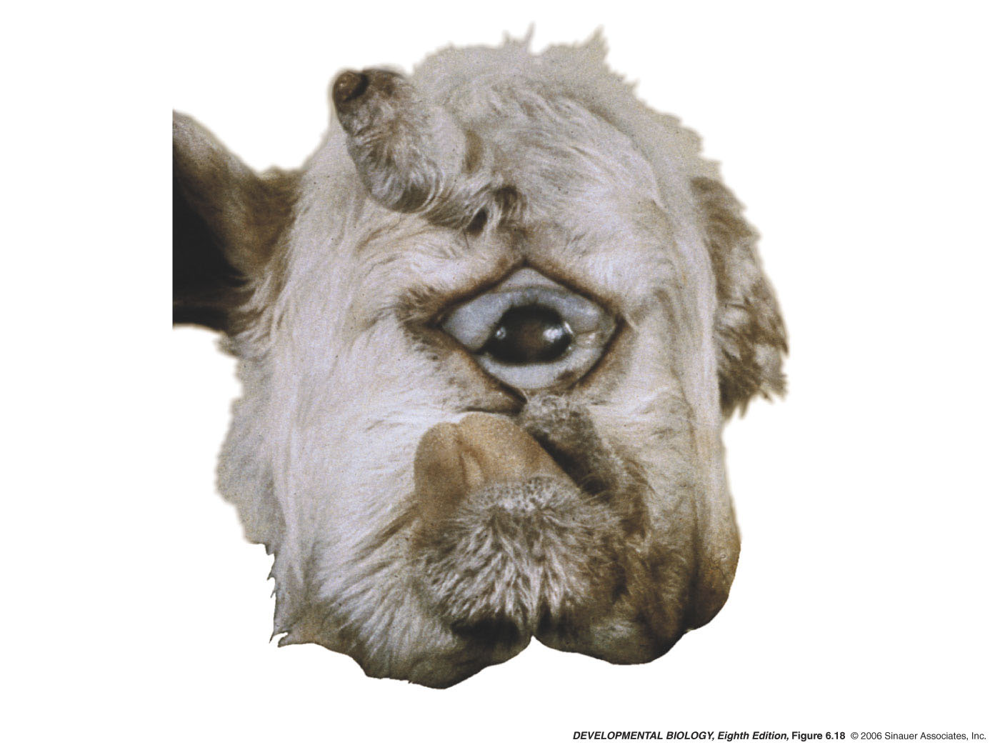 DEVELOPMENTAL BIOLOGY, Eighth Edition, Figure 6.18 © 2006 Sinauer Associates, Inc.